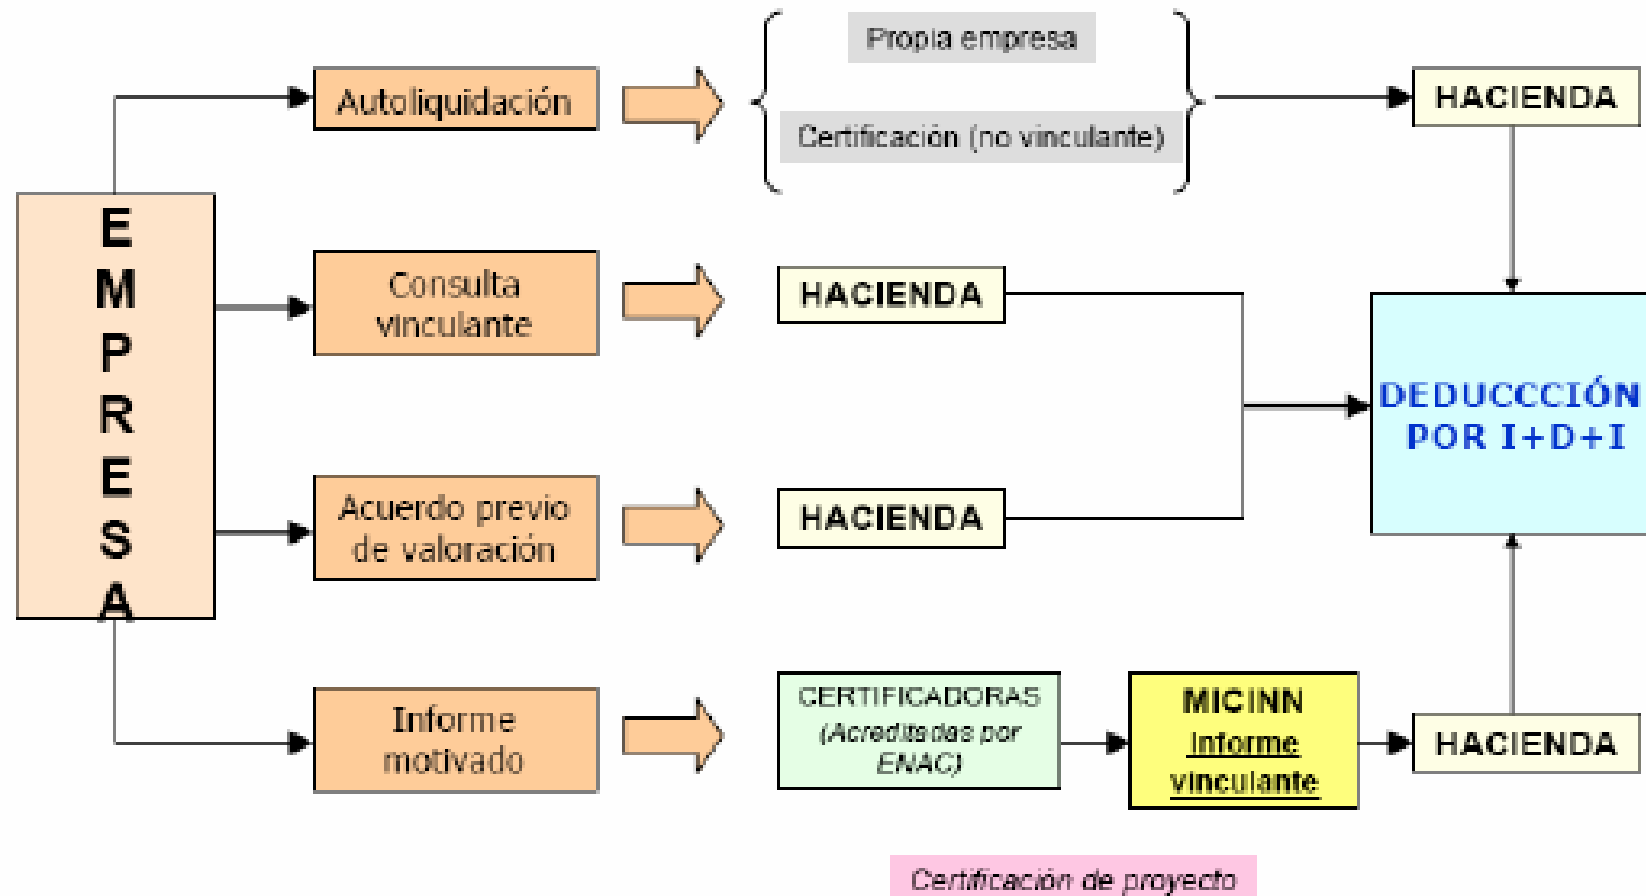 Propia empresa
Autoliquidación
HACIENDA
Certificación (no vinculante)
EMPRESA
Consulta
vinculante
HACIENDA
DEDUCCCIÓN
POR I+D+I
Acuerdo previo
de valoración
HACIENDA
Informe
motivado
CERTIFICADORAS
(Acreditadas por
ENAC)
MICINN
Informe
vinculante
HACIENDA
Certificación de proyecto